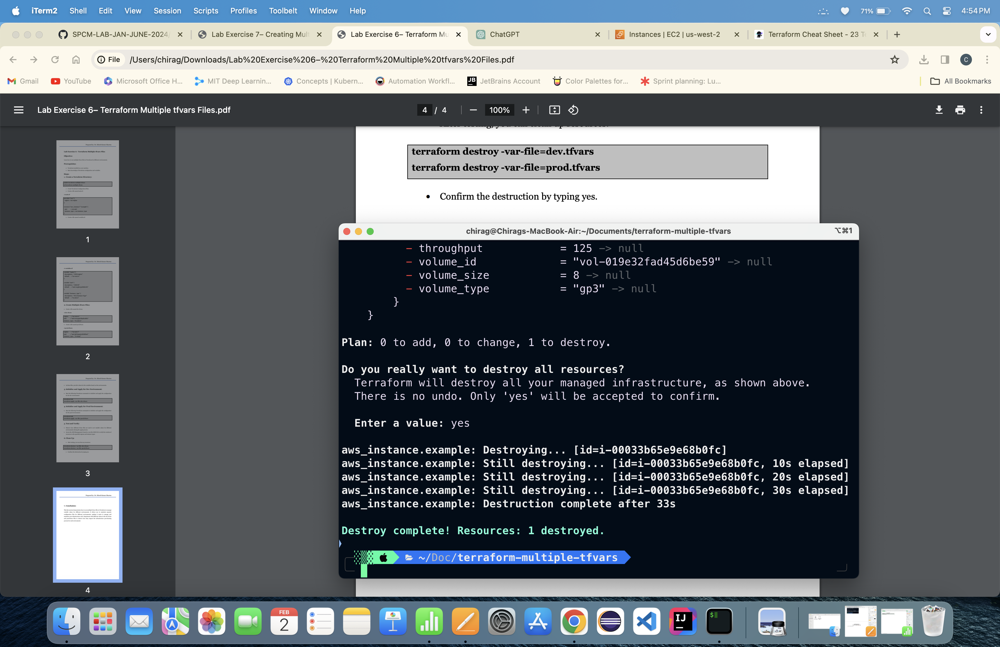 iTerm2 Shell Edit View Session Scripts Profiles Toolbelt Window Help 71% 4:54 PM
SPCM-LAB-JAN-JUNE-2024/ Lab Exercise 7– Creating Mul Lab Exercise 6– Terraform Mu ChatGPT Instances | EC2 | us-west-2 Terraform Cheat Sheet - 23 Te
File /Users/chirag/Downloads/Lab%20Exercise%206–%20Terraform%20Multiple%20tfvars%20Files.pdf C
Gmail YouTube Microsoft Office H... MIT Deep Learnin... Concepts | Kubern... Automation Workfl... JB JetBrains Account Color Palettes for... Sprint planning: Lu... All Bookmarks
Lab Exercise 6– Terraform Multiple tfvars Files.pdf 4 / 4 100%
terraform destroy -var-file=dev.tfvars
terraform destroy -var-file=prod.tfvars
• Confirm the destruction by typing yes.
1
2
3
4
chirag@Chirags-MacBook-Air:~/Documents/terraform-multiple-tfvars ⌥⌘1
- throughput = 125 -> null
- volume_id = "vol-019e32fad45d6be59" -> null
- volume_size = 8 -> null
- volume_type = "gp3" -> null
}
}
Plan: 0 to add, 0 to change, 1 to destroy.
Do you really want to destroy all resources?
Terraform will destroy all your managed infrastructure, as shown above.
There is no undo. Only 'yes' will be accepted to confirm.
Enter a value: yes
aws_instance.example: Destroying... [id=i-00033b65e9e68b0fc]
aws_instance.example: Still destroying... [id=i-00033b65e9e68b0fc, 10s elapsed]
aws_instance.example: Still destroying... [id=i-00033b65e9e68b0fc, 20s elapsed]
aws_instance.example: Still destroying... [id=i-00033b65e9e68b0fc, 30s elapsed]
aws_instance.example: Destruction complete after 33s
Destroy complete! Resources: 1 destroyed.
~/Doc/terraform-multiple-tfvars
FEB
2
IJ
$